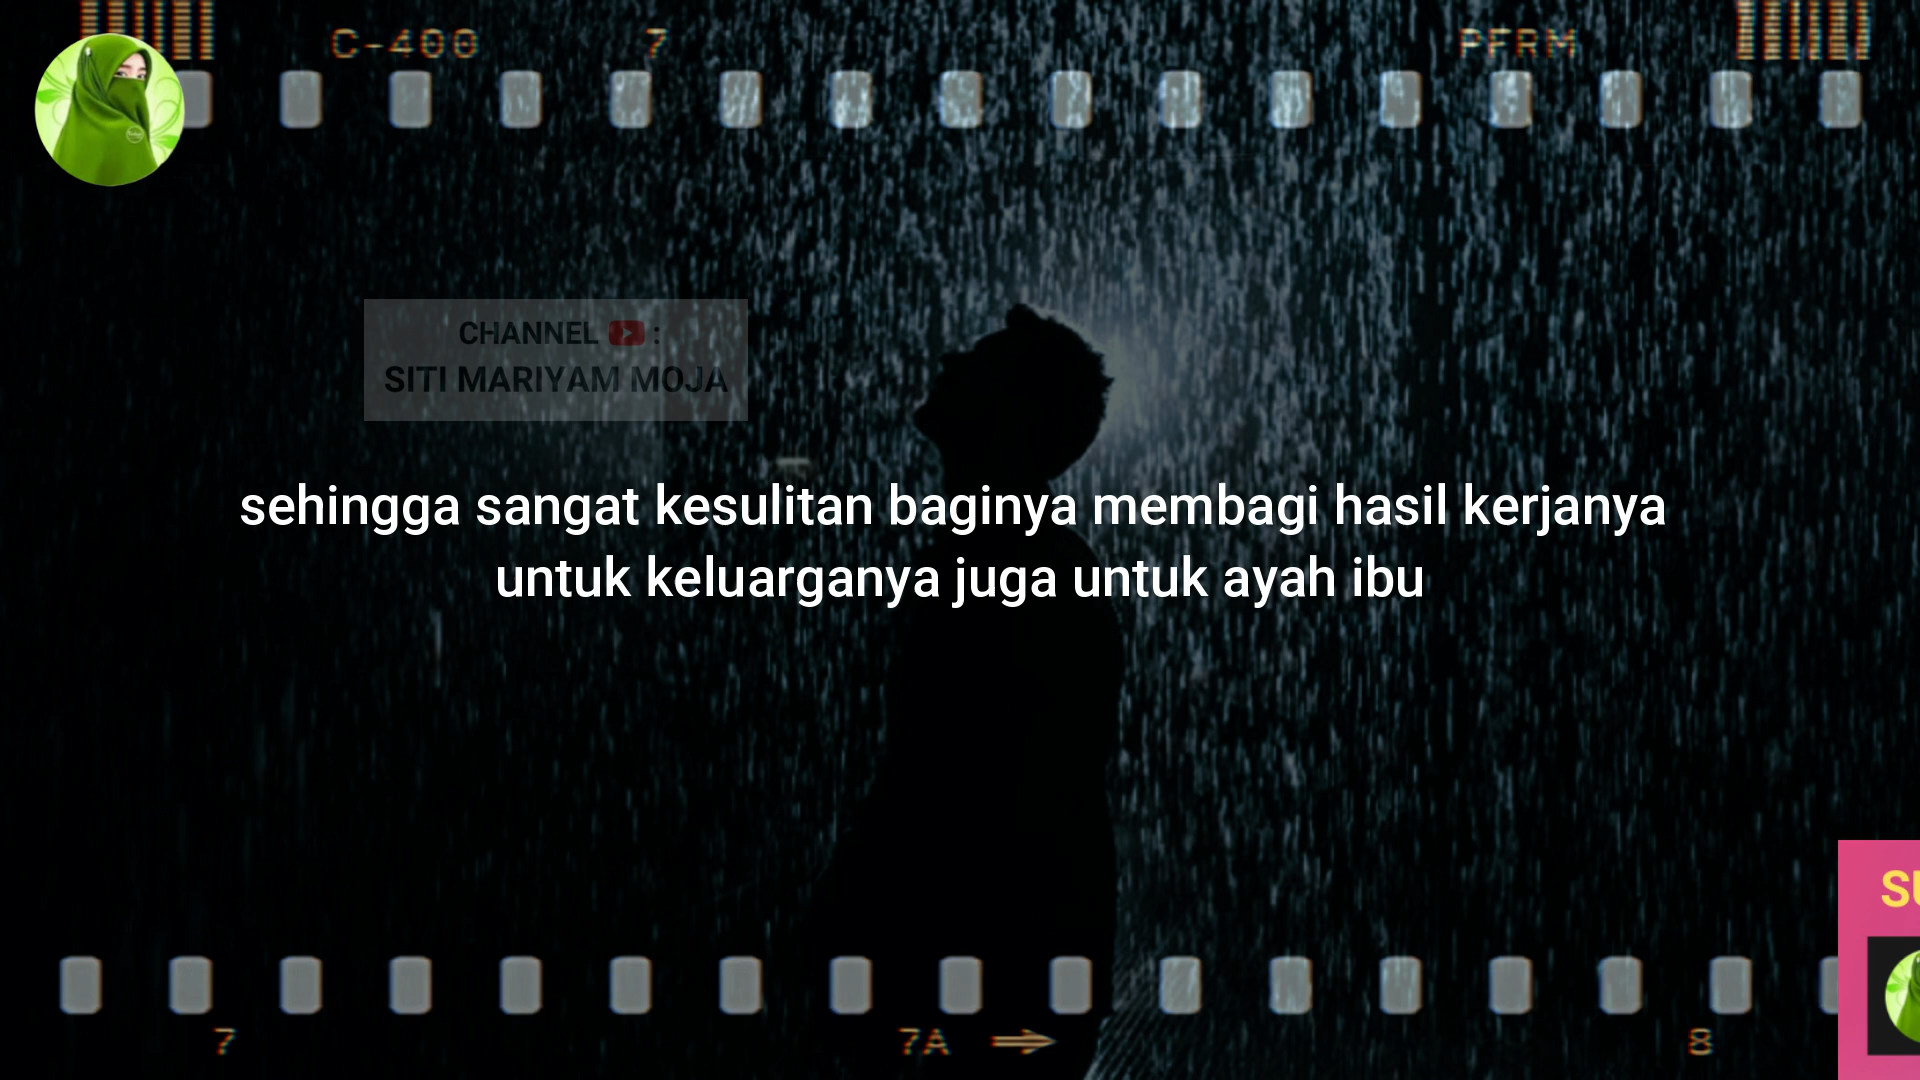 C-400 7 PFRM
CHANNEL :
SITI MARIYAM MOJA
sehingga sangat kesulitan baginya membagi hasil kerjanya
untuk keluarganya juga untuk ayah ibu
7 7A 8